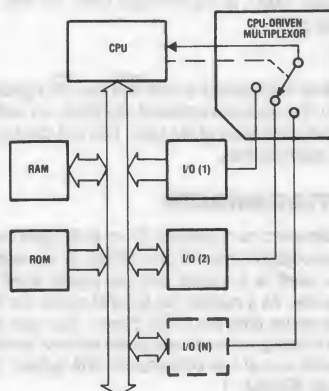 CPU-DRIVEN
MULTIPLEXOR
CPU
RAM
I/O (1)
ROM
I/O (2)
I/O (N)